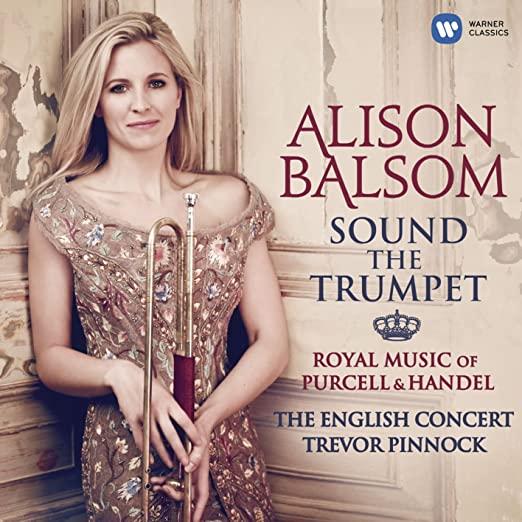 WARNER
CLASSICS
ALISON
BALSOM
SOUND
THE
TRUMPET
ROYAL MUSIC OF
PURCELL & HANDEL
THE ENGLISH CONCERT
TREVOR PINNOCK